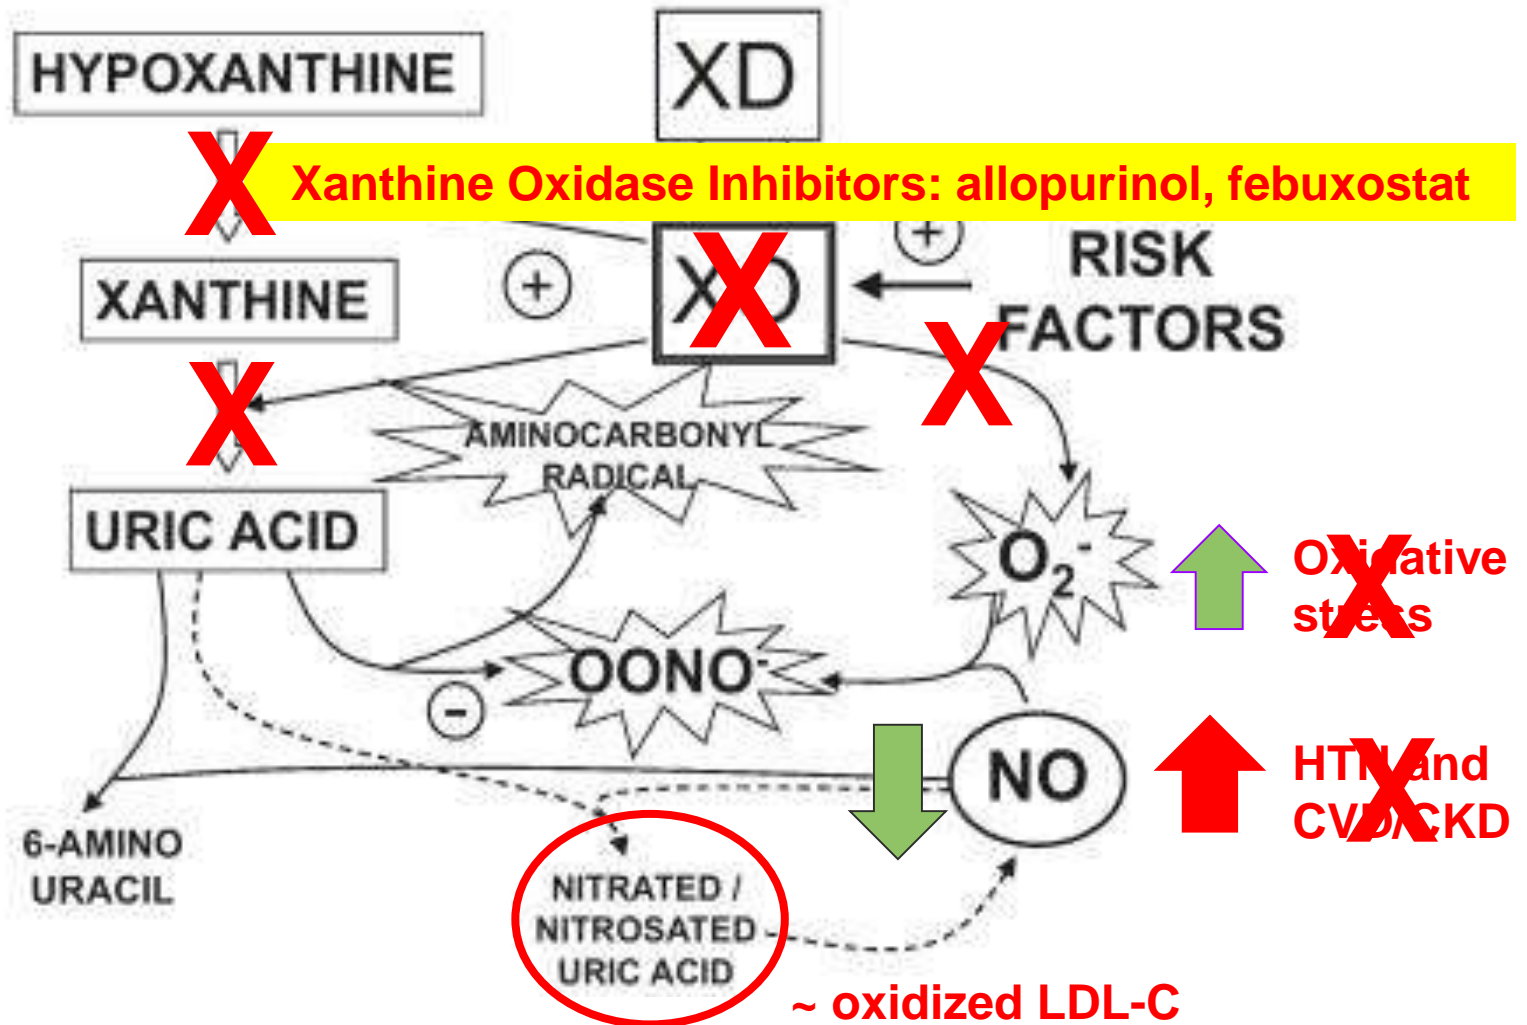 HYPOXANTHINE
XD
Xanthine Oxidase Inhibitors: allopurinol, febuxostat
X
XANTHINE
+
XO
X
+
RISK
FACTORS
X
X
AMINOCARBONYL
RADICAL
URIC ACID
O2-
Oxidative
stress
X
OONO-
-
NO
HTN and
CVD/CKD
X
6-AMINO
URACIL
NITRATED /
NITROSATED
URIC ACID
~ oxidized LDL-C